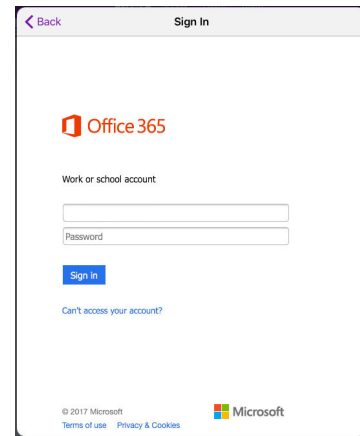 Back Sign In
Office 365
Work or school account
Password
Sign in
Can't access your account?
© 2017 Microsoft
Microsoft
Terms of use Privacy & Cookies